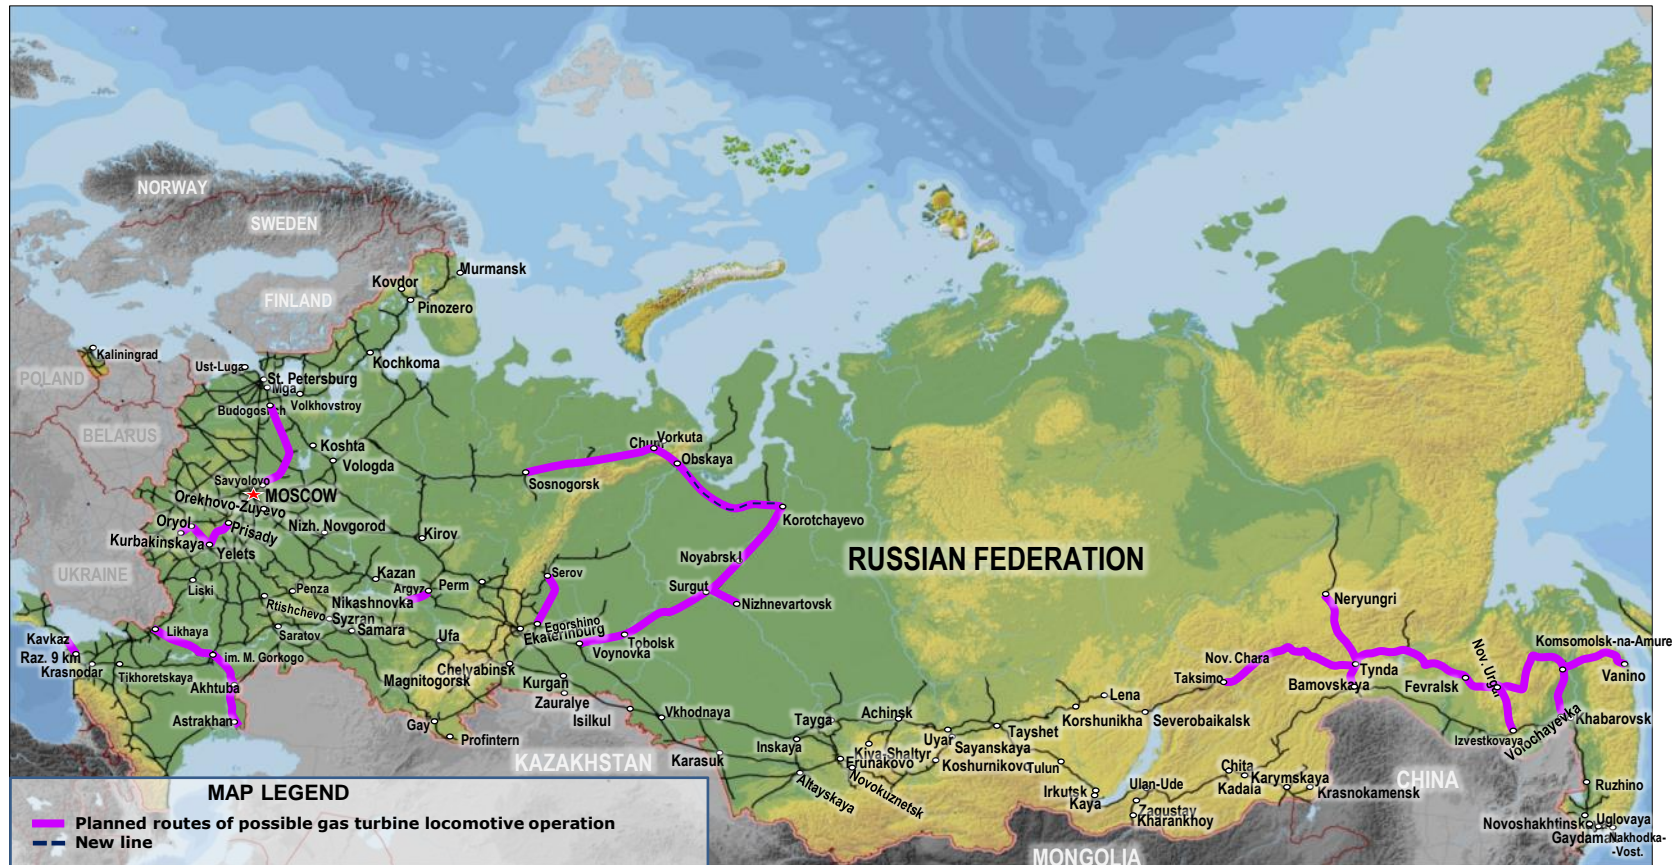 NORWAY
SWEDEN
FINLAND
Murmansk
Kovdor
Pinozero
Kaliningrad
Kochkoma
Ust-Luga
POLAND
St. Petersburg
Mga
Volkhovstroy
Budogoshch
BELARUS
Koshta
Vologda
Vorkuta
Chum
Obskaya
Sosnogorsk
Savyolovo
MOSCOW
Orekhovo-Zuyevo
Korotchayevo
Oryol
Prisady
Nizh. Novgorod
Kirov
Kurbakinskaya
Yelets
Noyabrsk-I
RUSSIAN FEDERATION
UKRAINE
Liski
Penza
Kazan
Argyz
Perm
Serov
Surgut
Nizhnevartovsk
Neryungri
Nikashnovka
Rtishchevo
Syzran
Samara
Saratov
Ufa
Egorshino
Ekaterinburg
Tobolsk
Voynovka
Likhaya
Kavkaz
Raz. 9 km
Krasnodar
im. M. Gorkogo
Tikhoretskaya
Akhtuba
Astrakhan
Chelyabinsk
Magnitogorsk
Kurgan
Zauralye
Isilkul
Vkhodnaya
Gay
Profintern
KAZAKHSTAN
Karasuk
Tayga
Achinsk
Inskaya
Kiya-Shaltyr
Erunakovo
Novokuznetsk
Altayskaya
Uyar
Sayanskaya
Koshurnikovo
Tayshet
Tulun
Korshunikha
Lena
Severobaikalsk
Irkutsk
Kaya
Ulan-Ude
Zagustay
Kharankhoy
MONGOLIA
Chita
Kadala
Karymskaya
Krasnokamensk
CHINA
Taksimo
Nov. Chara
Bamovskaya
Tynda
Fevralsk
Nov. Urgal
Izvestkovaya
Volochayevka
Khabarovsk
Komsomolsk-na-Amure
Vanino
Ruzhino
Novoshakhtinsk
Uglovaya
Gaydamak
Nakhodka-
-Vost.
MAP LEGEND
Planned routes of possible gas turbine locomotive operation
New line